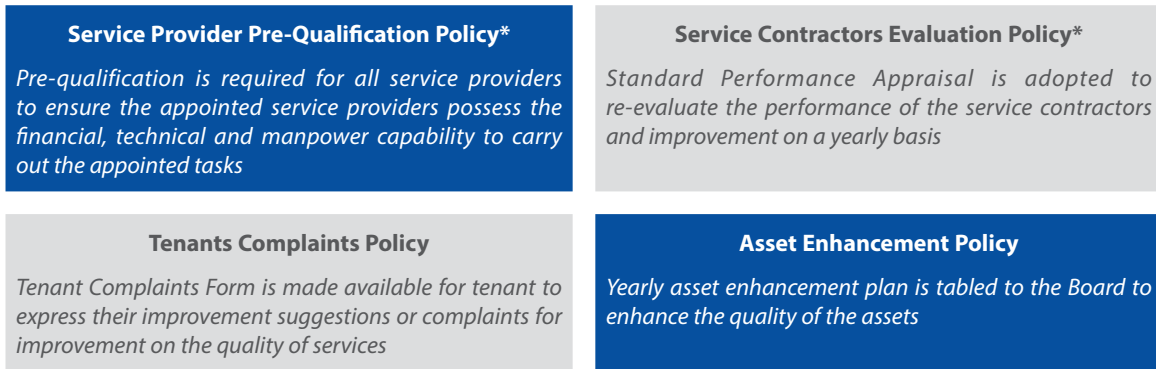 Service Provider Pre-Qualification Policy*
Pre-qualification is required for all service providers
to ensure the appointed service providers possess the
financial, technical and manpower capability to carry
out the appointed tasks
Service Contractors Evaluation Policy*
Standard Performance Appraisal is adopted to
re-evaluate the performance of the service contractors
and improvement on a yearly basis
Tenants Complaints Policy
Tenant Complaints Form is made available for tenant to
express their improvement suggestions or complaints for
improvement on the quality of services
Asset Enhancement Policy
Yearly asset enhancement plan is tabled to the Board to
enhance the quality of the assets